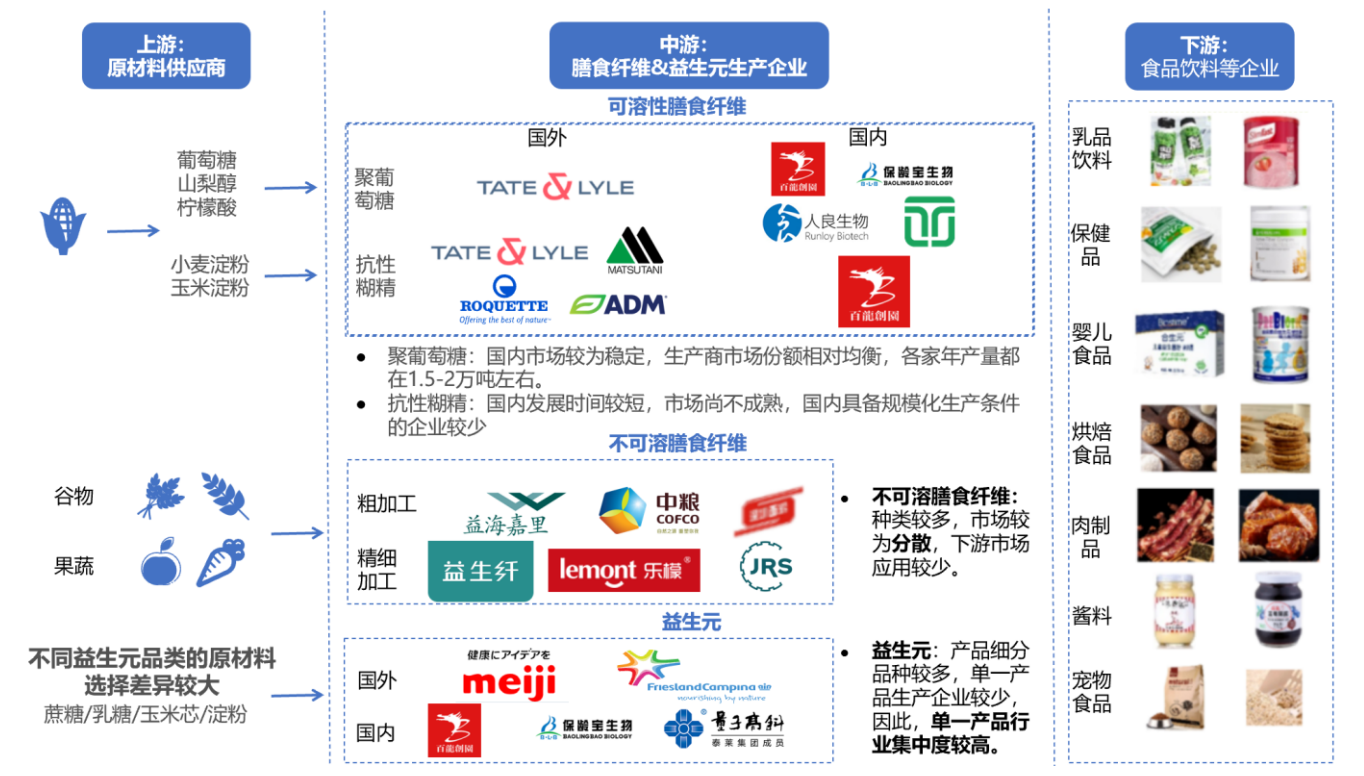 上游：
原材料供应商
中游：
膳食纤维&益生元生产企业
下游：
食品饮料等企业
可溶性膳食纤维
国外
国内
葡萄糖
山梨醇
柠檬酸
聚葡
萄糖
TATE & LYLE
百龍創園
B·L·B
保龄宝生物
BAOLINGBAO BIOLOGY
人良生物
Runloy Biotech
小麦淀粉
玉米淀粉
抗性
糊精
TATE & LYLE
MATSUTANI
ROQUETTE
Offering the best of nature™
ADM
百龍創園
● 聚葡萄糖：国内市场较为稳定，生产商市场份额相对均衡，各家年产量都
在1.5-2万吨左右。
● 抗性糊精：国内发展时间较短，市场尚不成熟，国内具备规模化生产条件
的企业较少
不可溶膳食纤维
谷物
果蔬
粗加工
益海嘉里
中粮
COFCO
精细
加工
益生纤
lemont 乐檬®
JRS
● 不可溶膳食纤维：
种类较多，市场较
为分散，下游市场
应用较少。
益生元
不同益生元品类的原材料
选择差异较大
蔗糖/乳糖/玉米芯/淀粉
国外
健康にアイデアを
meiji
FrieslandCampina
nourishing by nature
国内
百龍創園
B·L·B
保龄宝生物
BAOLINGBAO BIOLOGY
®
量子高科
泰莱集团成员
● 益生元：产品细分
品种较多，单一产
品生产企业较少，
因此，单一产品行
业集中度较高。
乳品
饮料
保健
品
婴儿
食品
合生元
烘焙
食品
肉制
品
酱料
宠物
食品